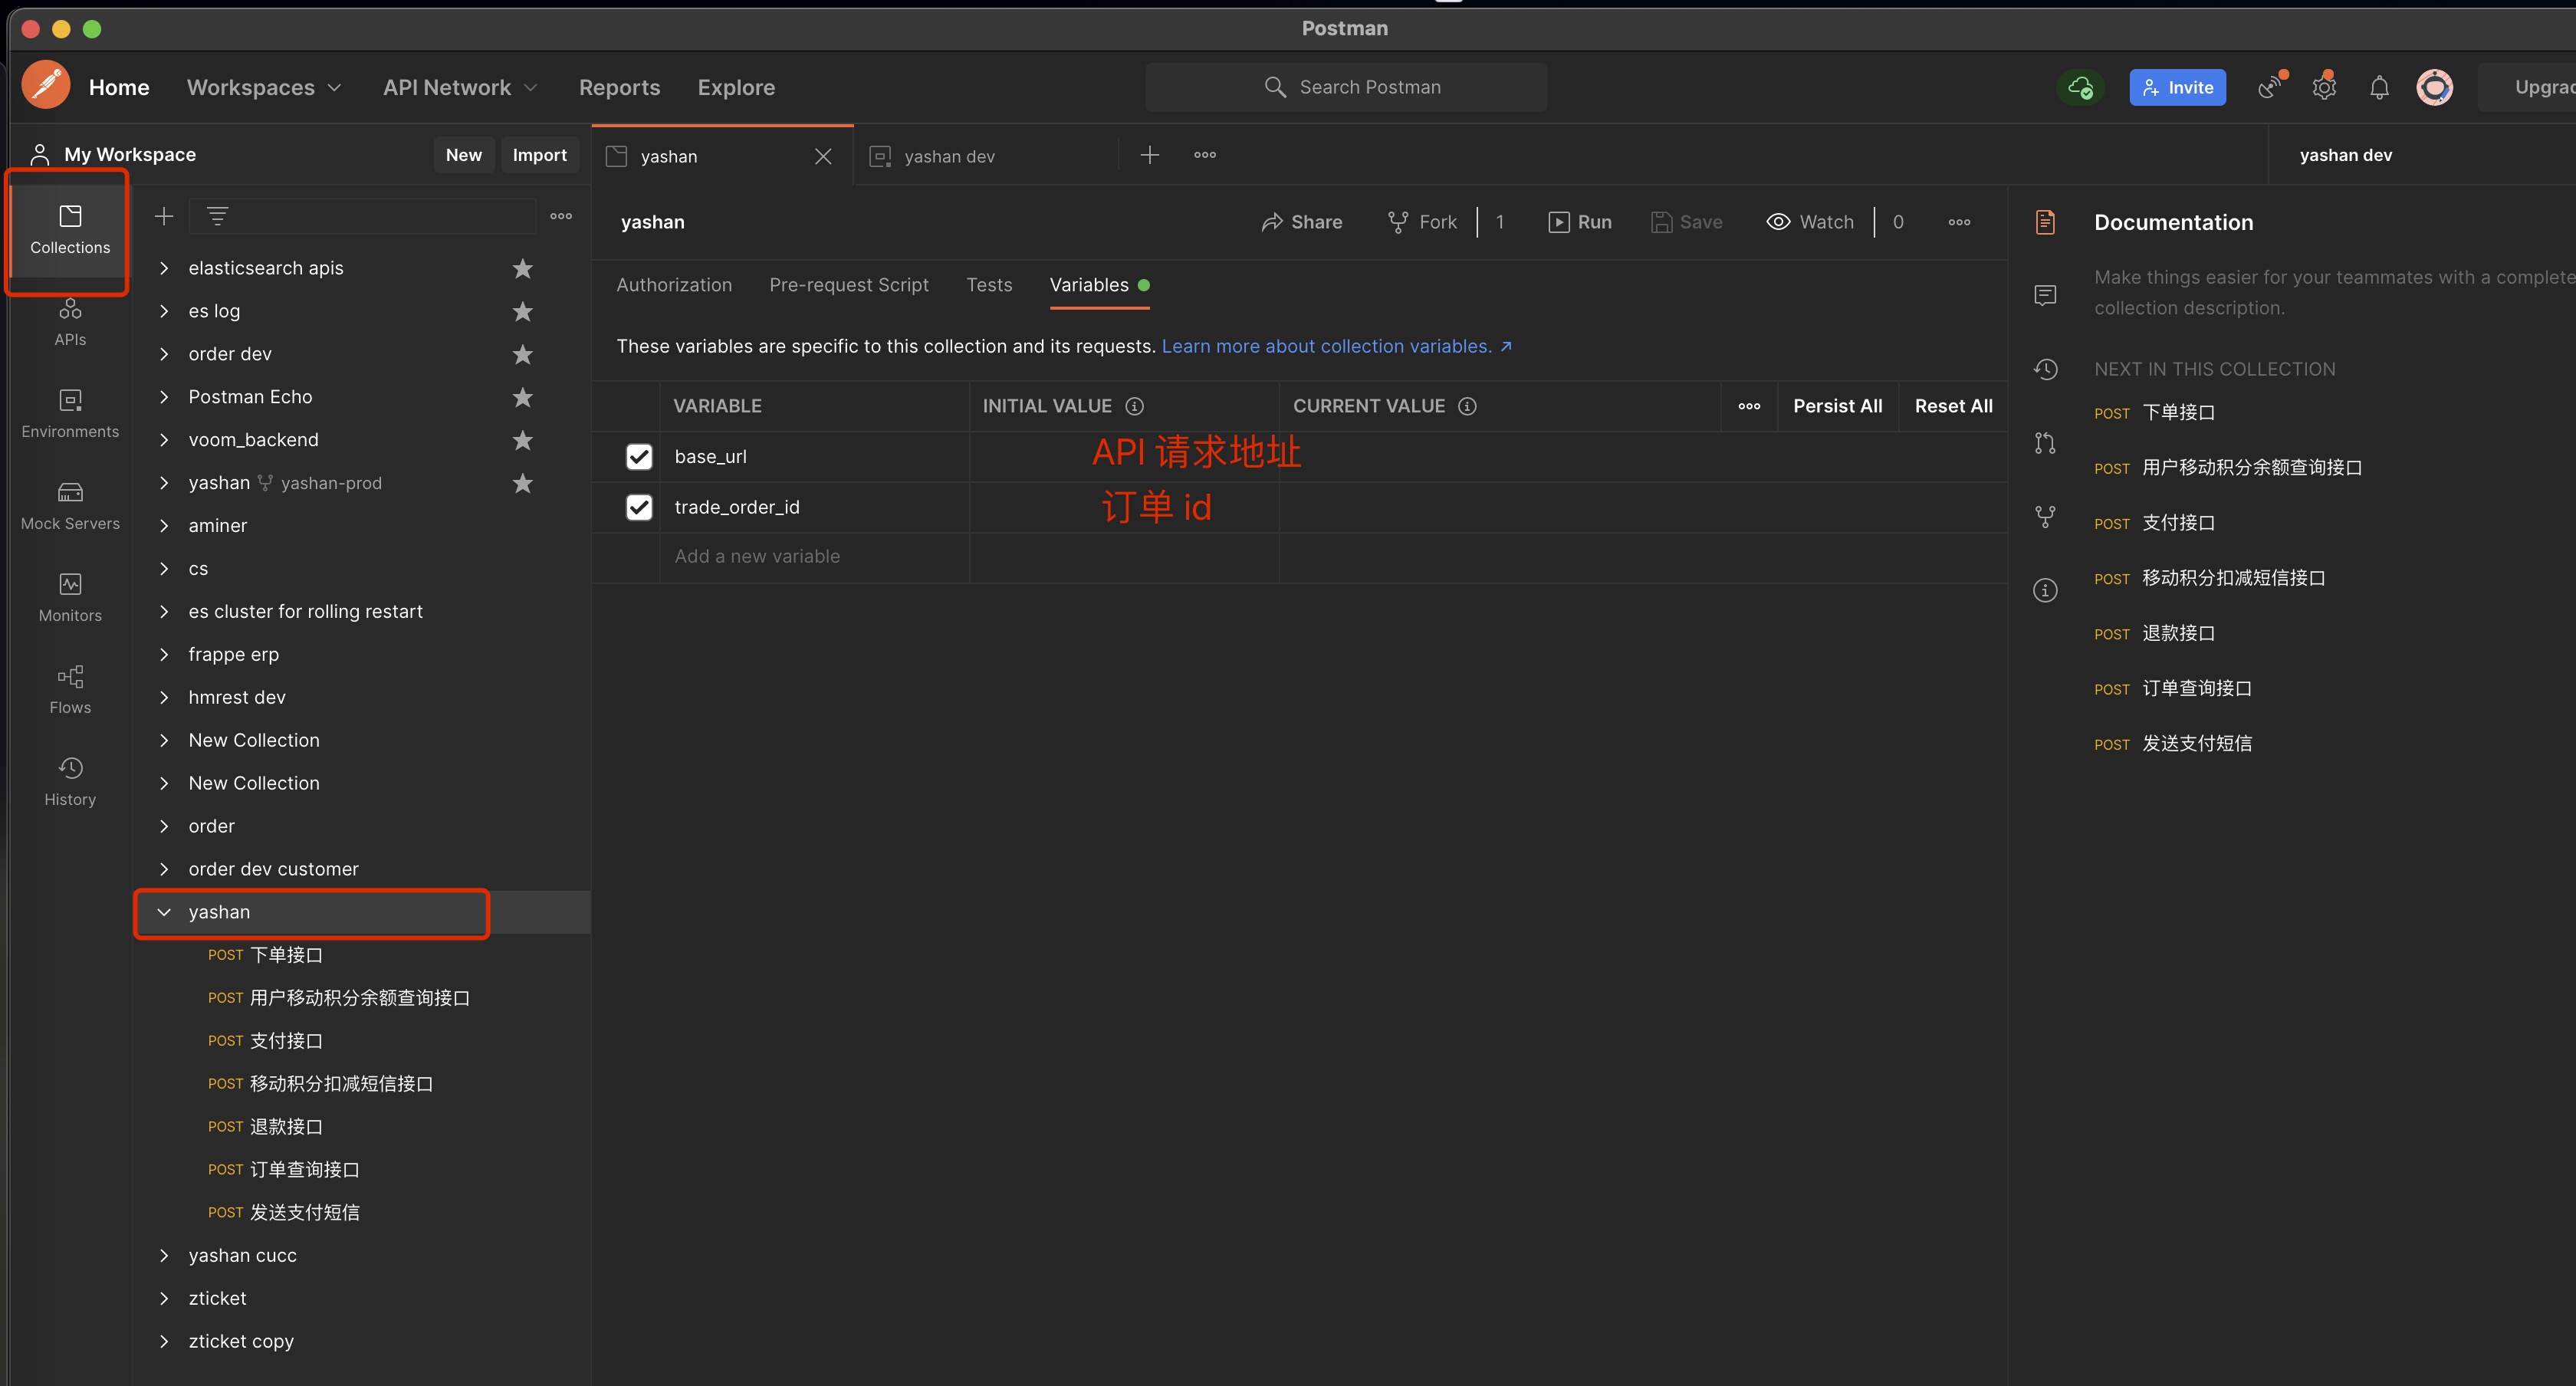 Postman
Home Workspaces API Network Reports Explore Search Postman Invite
My Workspace New Import yashan yashan dev yashan dev
Collections
APIs
Environments
Mock Servers
Monitors
Flows
History
elasticsearch apis
es log
order dev
Postman Echo
voom_backend
yashan yashan-prod
aminer
cs
es cluster for rolling restart
frappe erp
hmrest dev
New Collection
New Collection
order
order dev customer
yashan
POST 下单接口
POST 用户移动积分余额查询接口
POST 支付接口
POST 移动积分扣减短信接口
POST 退款接口
POST 订单查询接口
POST 发送支付短信
yashan cucc
zticket
zticket copy
yashan Share Fork 1 Run Save Watch 0
Authorization Pre-request Script Tests Variables
These variables are specific to this collection and its requests. Learn more about collection variables. ↗
VARIABLE INITIAL VALUE CURRENT VALUE Persist All Reset All
base_url API 请求地址
trade_order_id 订单 id
Add a new variable
Documentation
Make things easier for your teammates with a complete
collection description.
NEXT IN THIS COLLECTION
POST 下单接口
POST 用户移动积分余额查询接口
POST 支付接口
POST 移动积分扣减短信接口
POST 退款接口
POST 订单查询接口
POST 发送支付短信